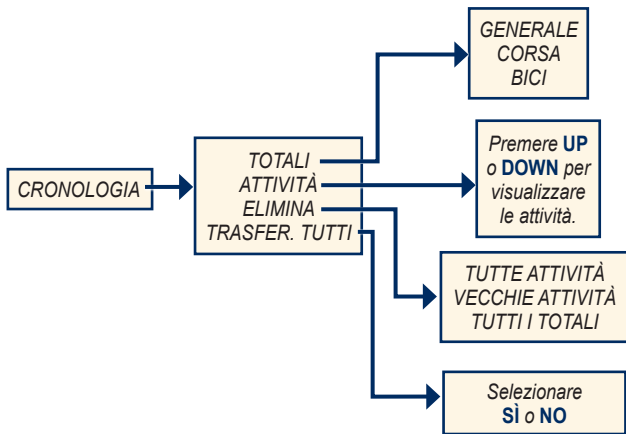 CRONOLOGIA
TOTALI
ATTIVITÀ
ELIMINA
TRASFER. TUTTI
GENERALE
CORSA
BICI
Premere UP
o DOWN per
visualizzare
le attività.
TUTTE ATTIVITÀ
VECCHIE ATTIVITÀ
TUTTI I TOTALI
Selezionare
SÌ o NO